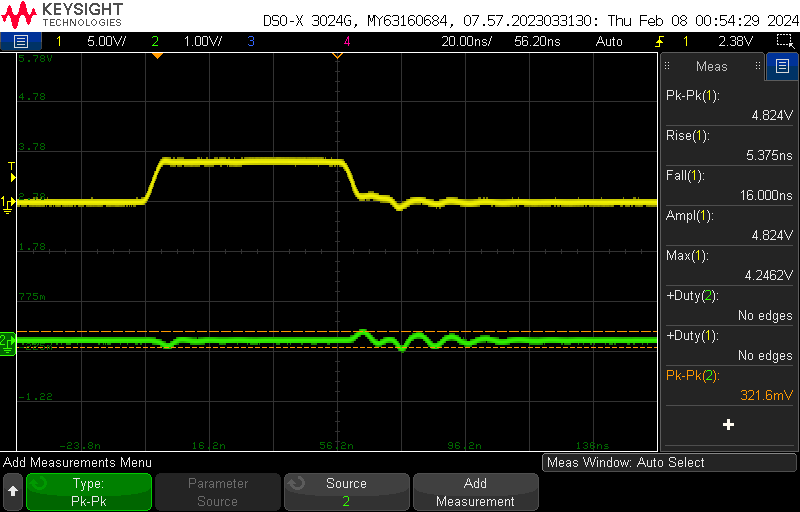 KEYSIGHT
TECHNOLOGIES
DSO-X 3024G, MY63160684, 07.57.2023033130: Thu Feb 08 00:54:29 2024
1 5.00V/ 2 1.00V/ 3 4 20.00ns/ 56.20ns Auto 1 2.38V
5.78V
4.78
3.78
T
1
1.78
775m
2
-1.22
-23.8n 16.2n 56.2n 96.2n 136ns
Meas
Pk-Pk(1):
4.824V
Rise(1):
5.375ns
Fall(1):
16.000ns
Ampl(1):
4.824V
Max(1):
4.2462V
+Duty(2):
No edges
+Duty(1):
No edges
Pk-Pk(2):
321.6mV
+
Add Measurements Menu
Meas Window: Auto Select
Type:
Pk-Pk
Parameter
Source
Source
2
Add
Measurement